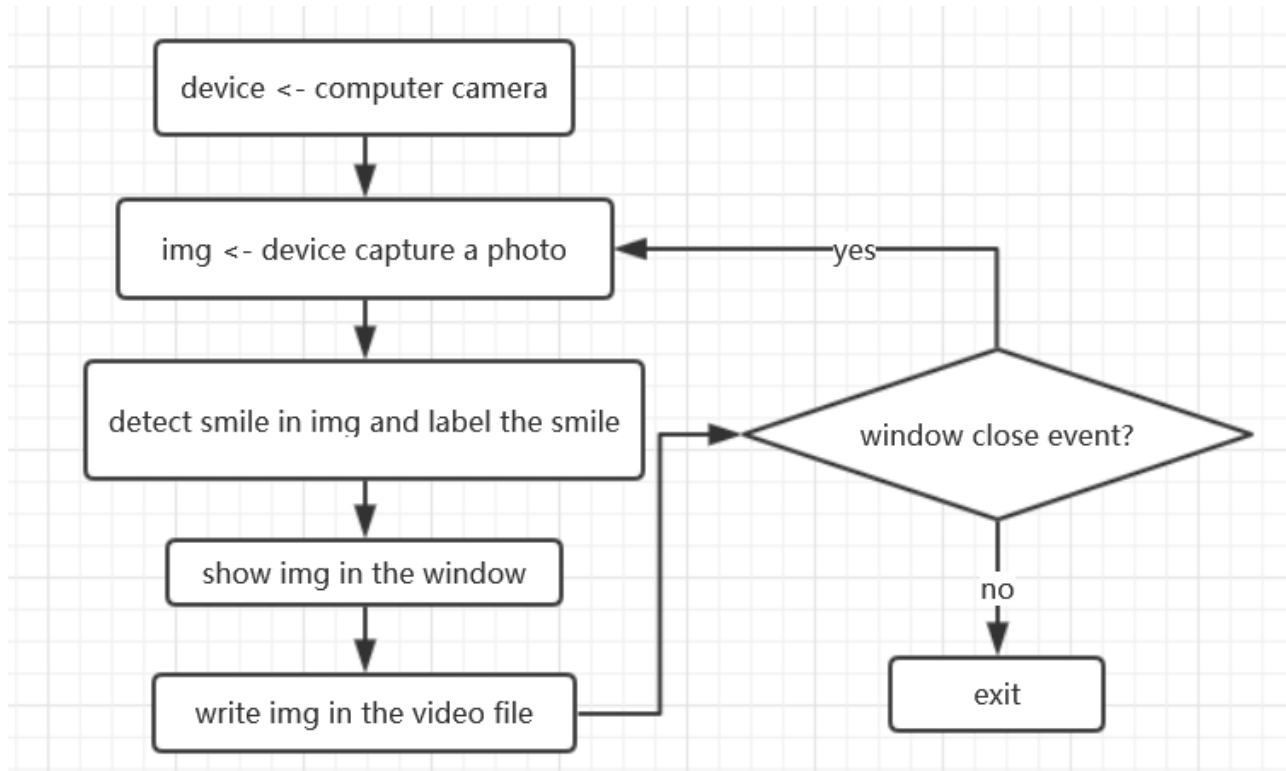 device <- computer camera
img <- device capture a photo
yes
detect smile in img and label the smile
window close event?
show img in the window
no
write img in the video file
exit